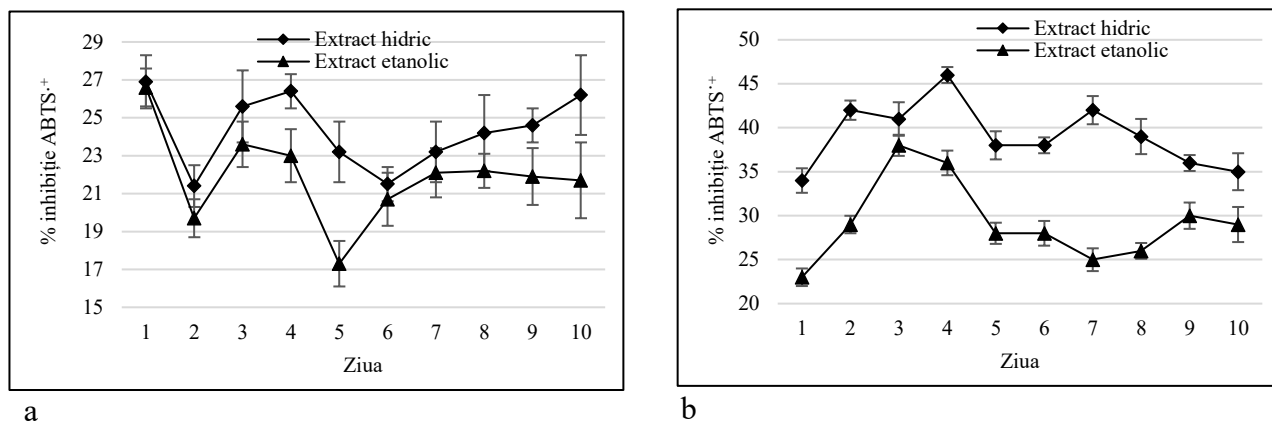 29
27
25
23
21
19
17
15
% inhibiție ABTS·+
Extract hidric
Extract etanolic
1 2 3 4 5 6 7 8 9 10
Ziua
a
50
45
40
35
30
25
20
% inhibiție ABTS·+
Extract hidric
Extract etanolic
1 2 3 4 5 6 7 8 9 10
Ziua
b